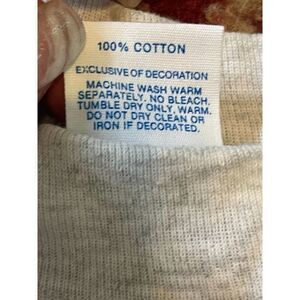 100% COTTON
EXCLUSIVE OF DECORATION
MACHINE WASH WARM
SEPARATELY. NO BLEACH.
TUMBLE DRY ONLY, WARM.
DO NOT DRY CLEAN OR
IRON IF DECORATED.